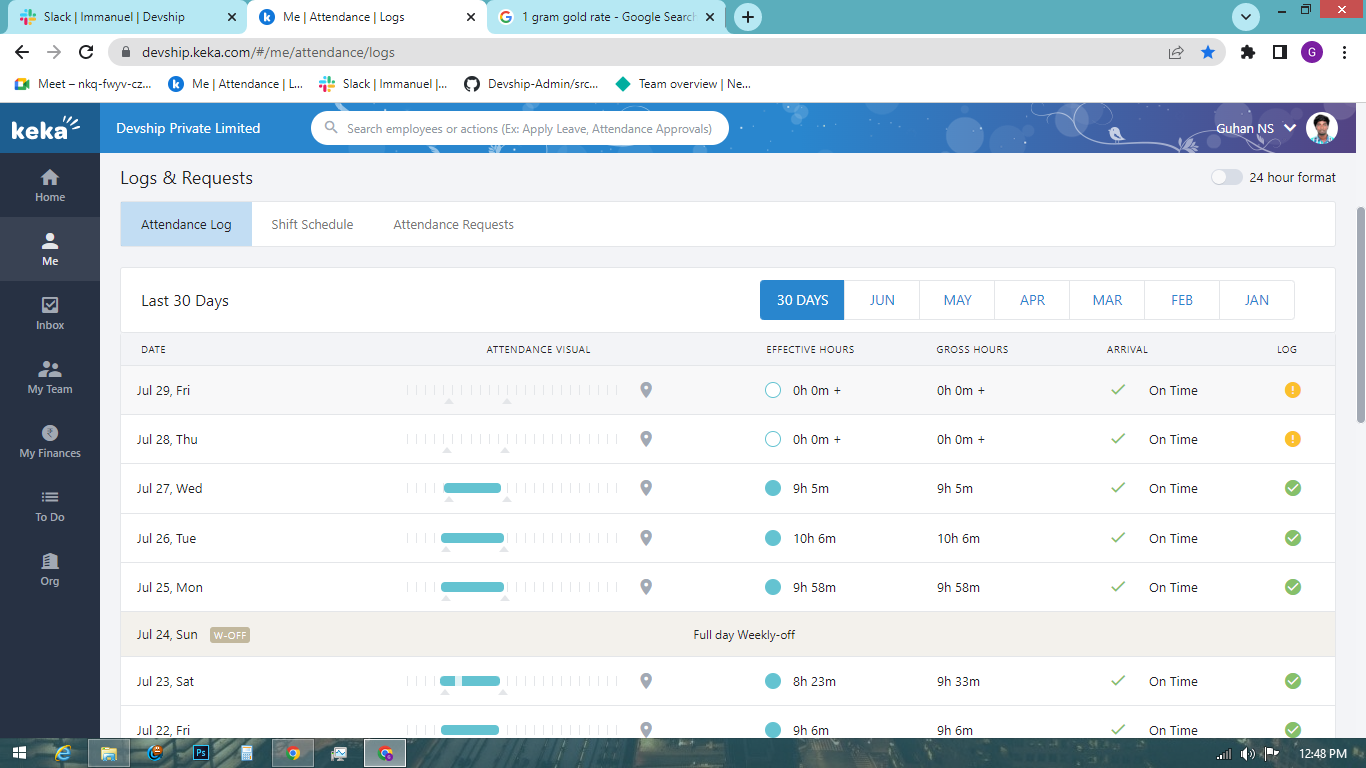 Slack | Immanuel | Devship
Me | Attendance | Logs
1 gram gold rate - Google Search
devship.keka.com/#/me/attendance/logs
G
Meet – nkq-fwyv-cz...
Me | Attendance | L...
Slack | Immanuel |...
Devship-Admin/src...
Team overview | Ne...
keka
Devship Private Limited
Search employees or actions (Ex: Apply Leave, Attendance Approvals)
Guhan NS
Home
Me
Inbox
My Team
My Finances
To Do
Org
Logs & Requests
24 hour format
Attendance Log Shift Schedule Attendance Requests
Last 30 Days
30 DAYS JUN MAY APR MAR FEB JAN
DATE ATTENDANCE VISUAL EFFECTIVE HOURS GROSS HOURS ARRIVAL LOG
Jul 29, Fri 0h 0m + 0h 0m + On Time
Jul 28, Thu 0h 0m + 0h 0m + On Time
Jul 27, Wed 9h 5m 9h 5m On Time
Jul 26, Tue 10h 6m 10h 6m On Time
Jul 25, Mon 9h 58m 9h 58m On Time
Jul 24, Sun W-OFF Full day Weekly-off
Jul 23, Sat 8h 23m 9h 33m On Time
Jul 22, Fri 9h 6m 9h 6m On Time
Ps
12:48 PM